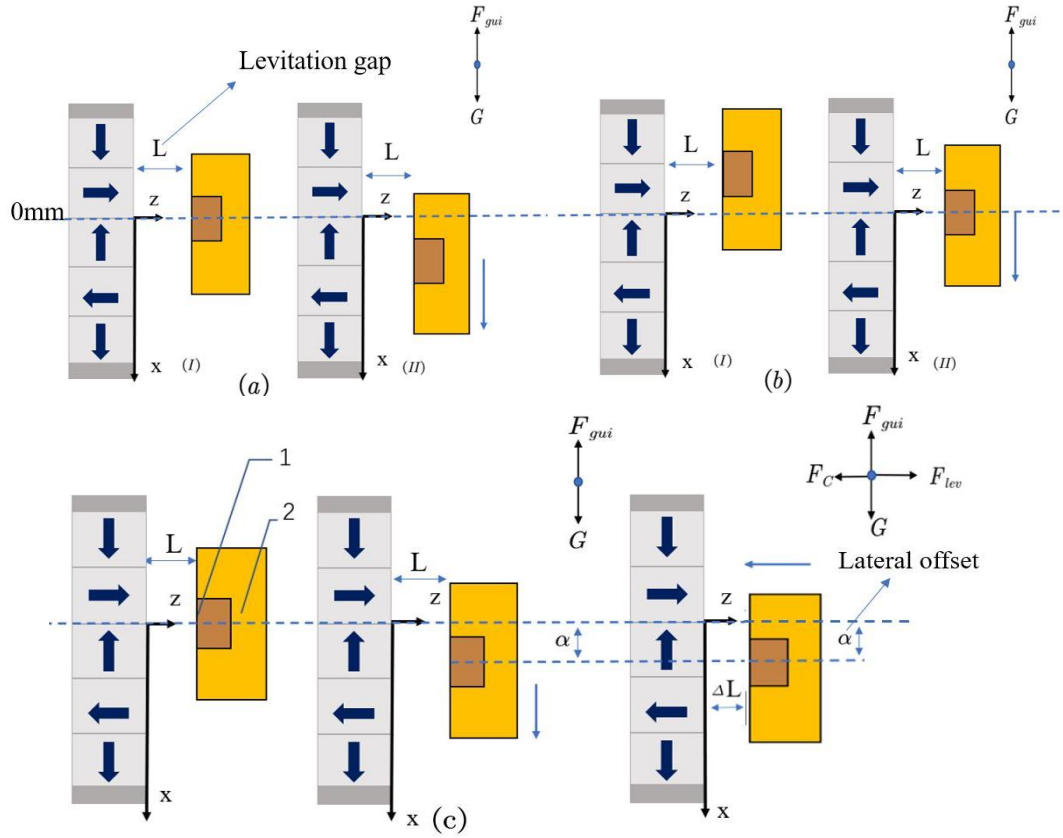 F_gui
F_gui
Levitation gap
G
G
L
L
L
L
0mm
z
z
z
z
x
(I)
x
(II)
x
(I)
x
(II)
(a)
(b)
F_gui
F_gui
1
2
F_C
F_lev
G
G
L
L
Lateral offset
z
z
z
α
α
ΔL
x
x
(c)
x